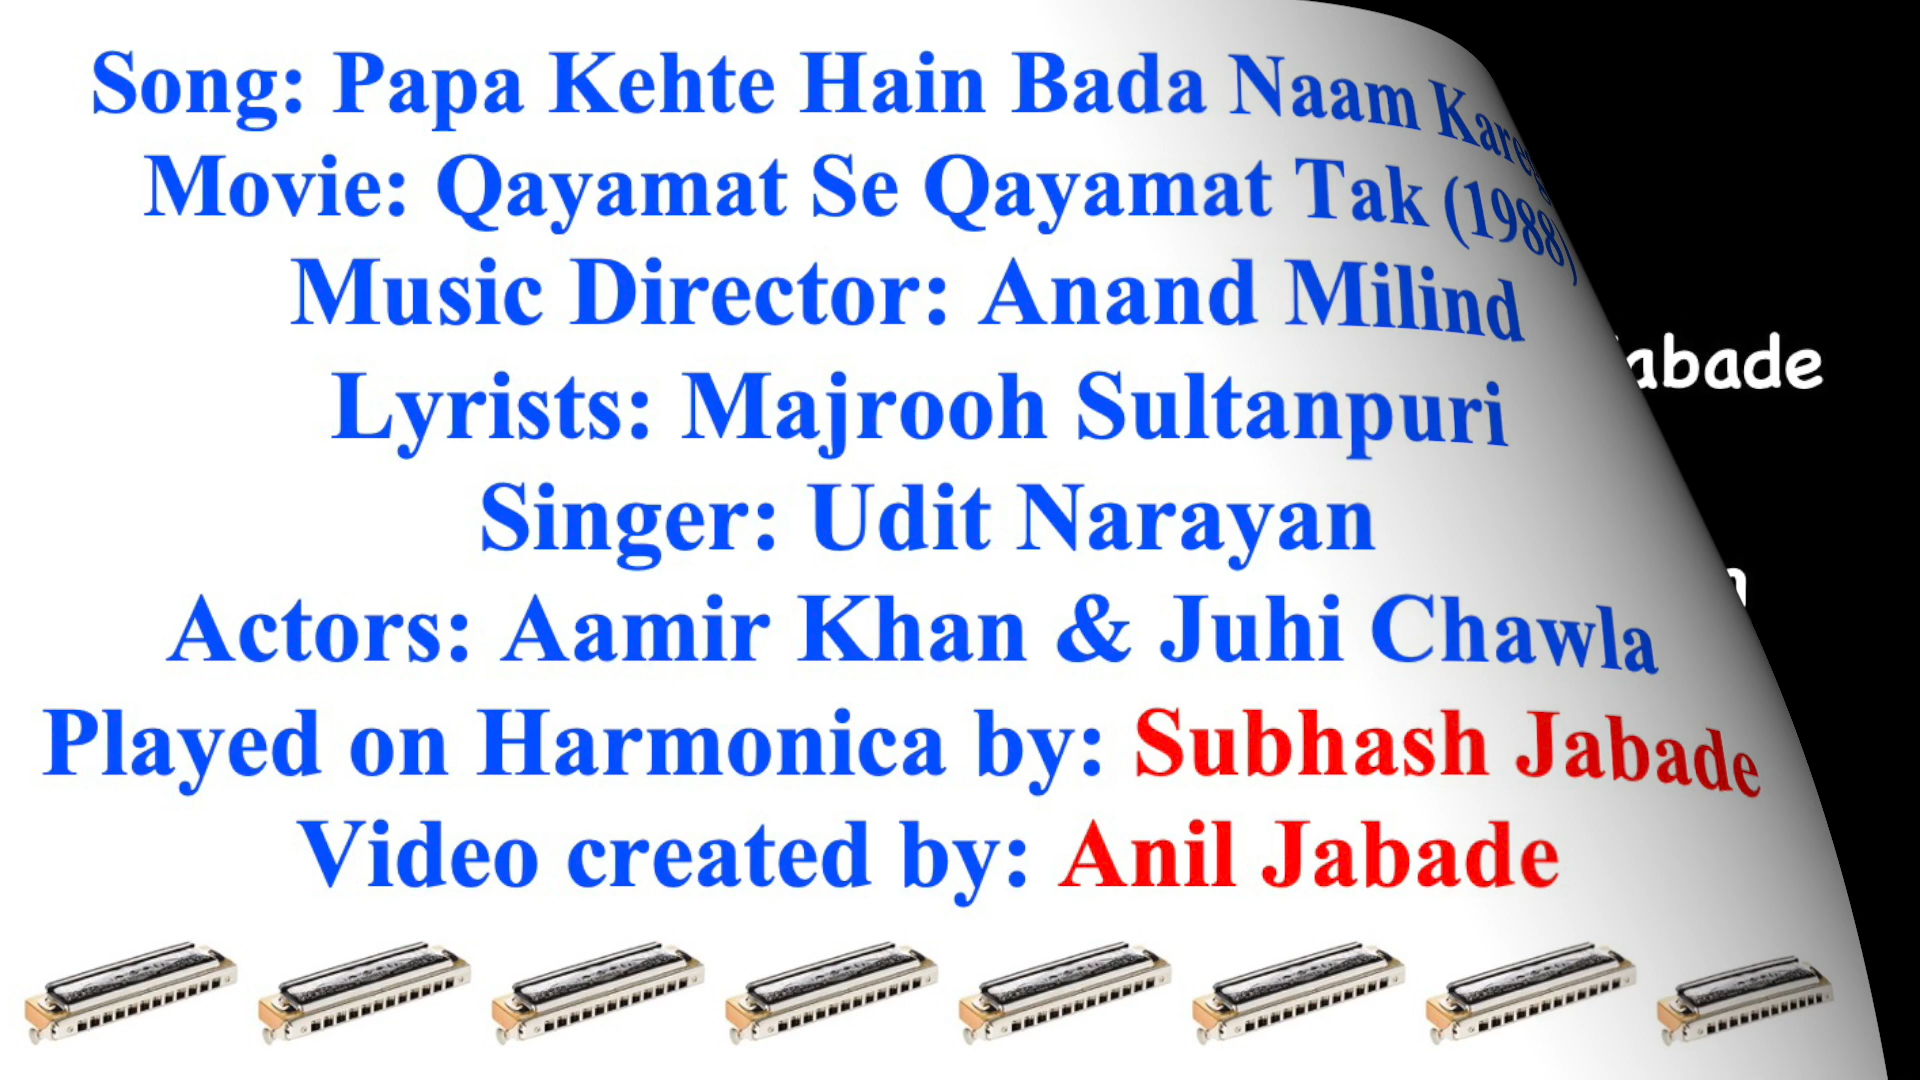 Song: Papa Kehte Hain Bada Naam
Movie: Qayamat Se Qayamat Tak (1988)
Music Director: Anand Milind
Lyrists: Majrooh Sultanpuri
Singer: Udit Narayan
Actors: Aamir Khan & Juhi Chawla
Played on Harmonica by: Subhash Jabade
Video created by: Anil Jabade